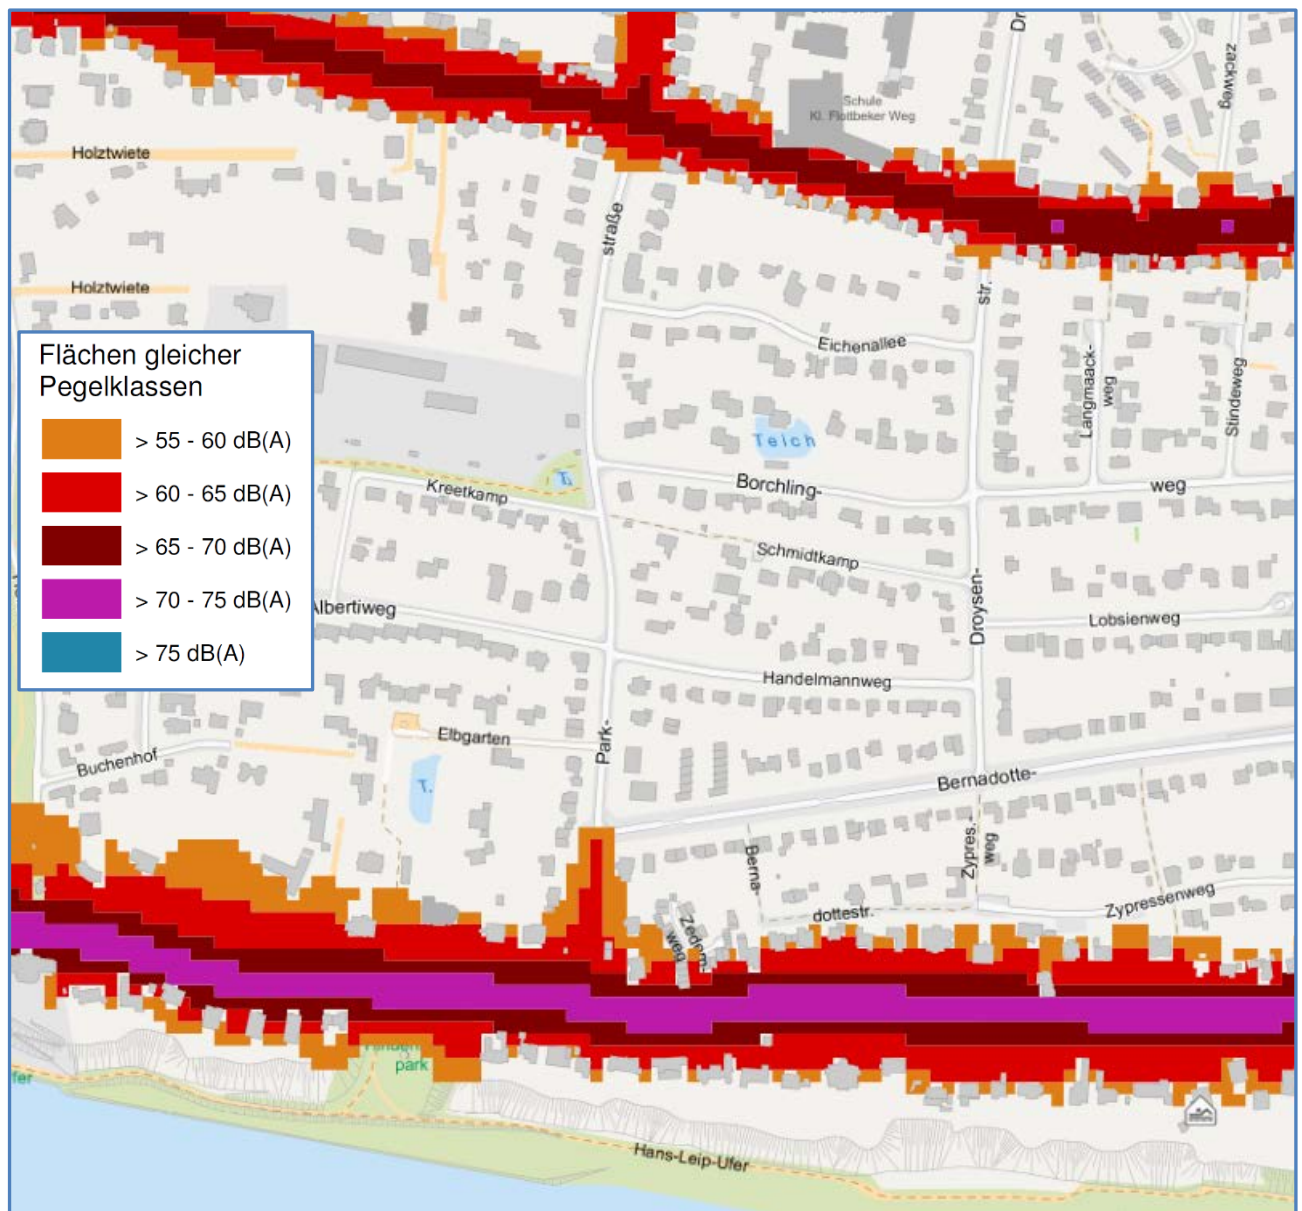 Dr
zackweg
Schule
Kl. Flottbeker Weg
Holztwiete
straße
Holztwiete
str.
Eichenallee
Langmaack-
weg
Stindeweg
Flächen gleicher
Pegelklassen
> 55 - 60 dB(A)
> 60 - 65 dB(A)
> 65 - 70 dB(A)
> 70 - 75 dB(A)
> 75 dB(A)
Teich
T.
Kreetkamp
Borchling-
weg
Schmidtkamp
Droysen-
Albertiweg
Lobsienweg
Handelmannweg
Park-
Elbgarten
Buchenhof
T.
Bernadotte-
Zypres.-
weg
Berna-
dottestr.
Zypressenweg
Zedern-
weg
park
fer
Hans-Leip-Ufer